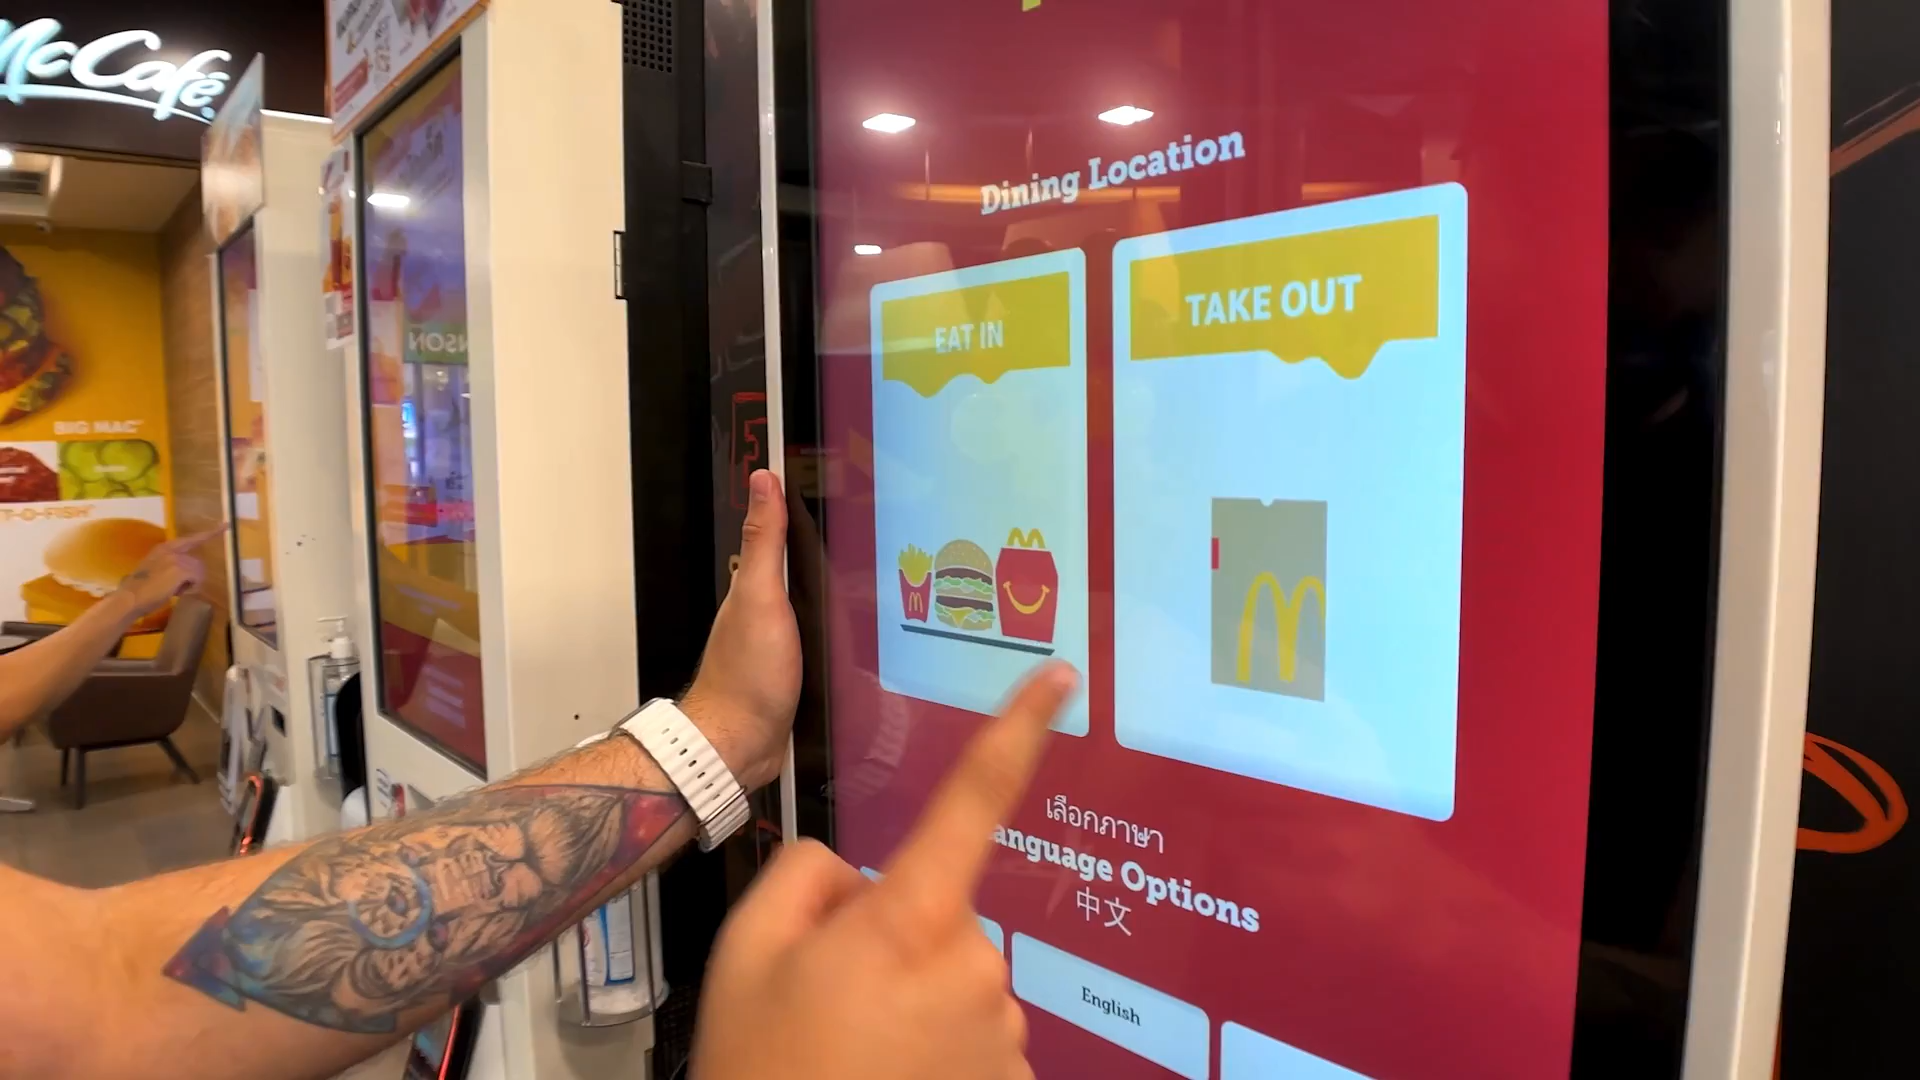 McCafé
BIG MAC
Dining Location
EAT IN
TAKE OUT
เลือกภาษา
Language Options
中文
English